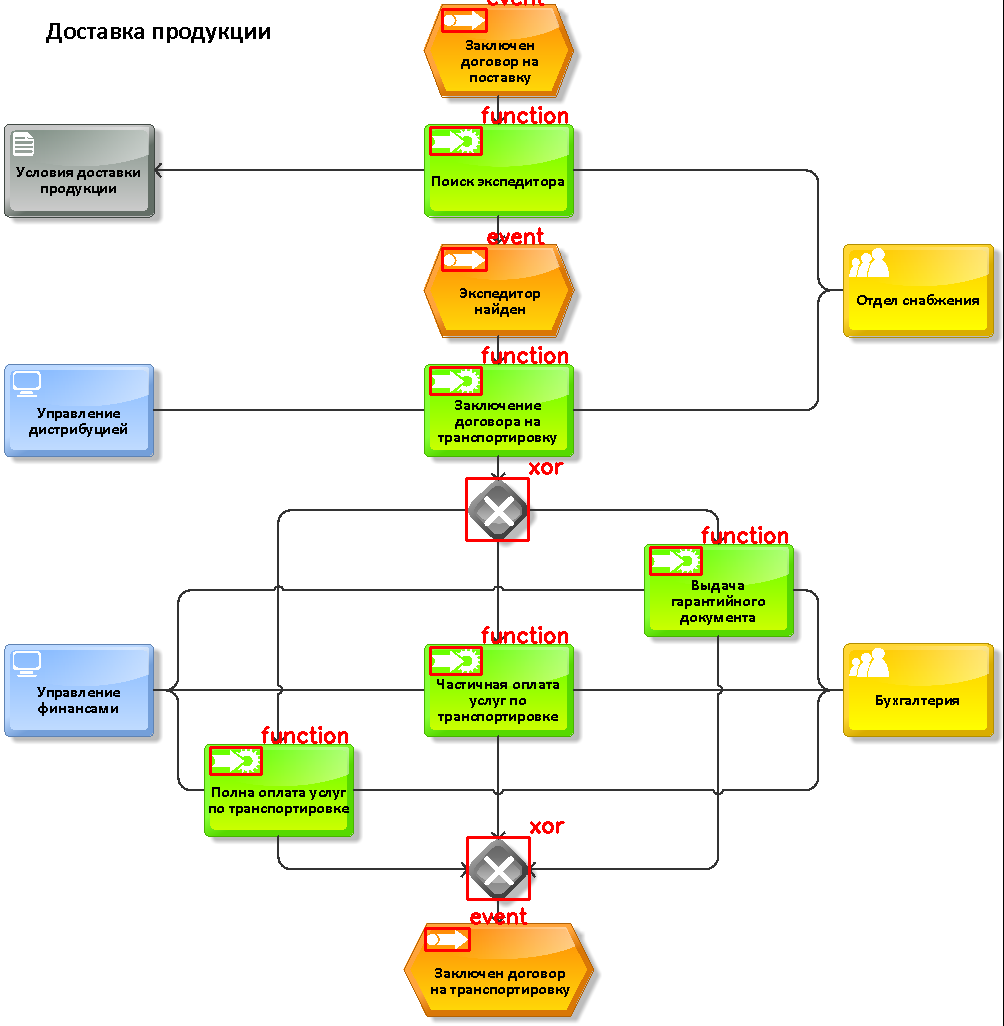 event
Доставка продукции
Заключен
договор на
поставку
function
Условия доставки
продукции
Поиск экспедитора
event
Экспедитор
найден
Отдел снабжения
function
Управление
дистрибуцией
Заключение
договора на
транспортировку
xor
function
Выдача
гарантийного
документа
function
Управление
финансами
Частичная оплата
услуг по
транспортировке
Бухгалтерия
function
Полна оплата услуг
по транспортировке
xor
event
Заключен договор
на транспортировку